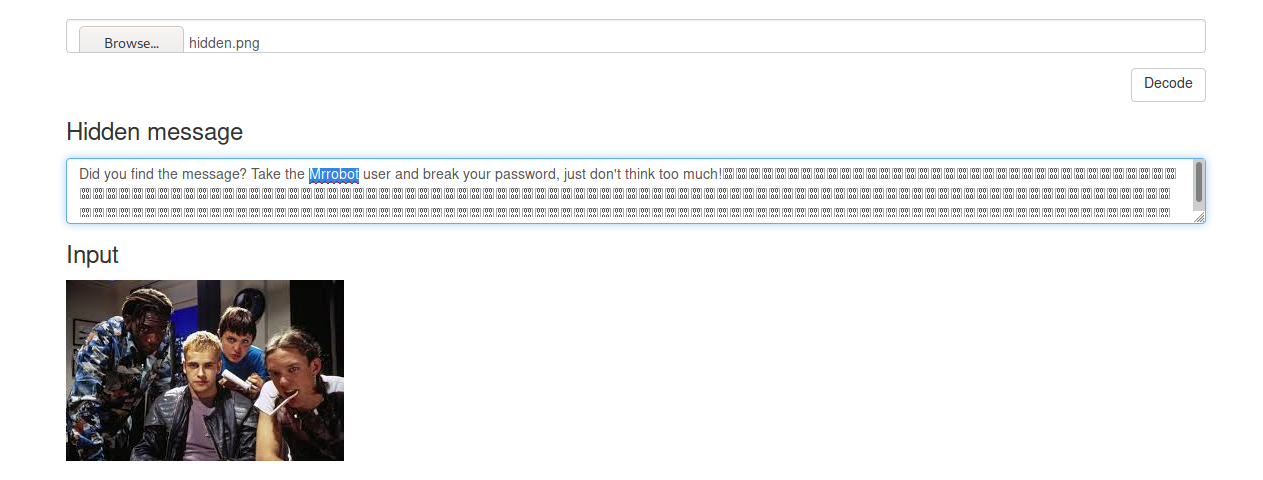 Browse... hidden.png
Decode
Hidden message
Did you find the message? Take the Mrrobot user and break your password, just don't think too much!
Input